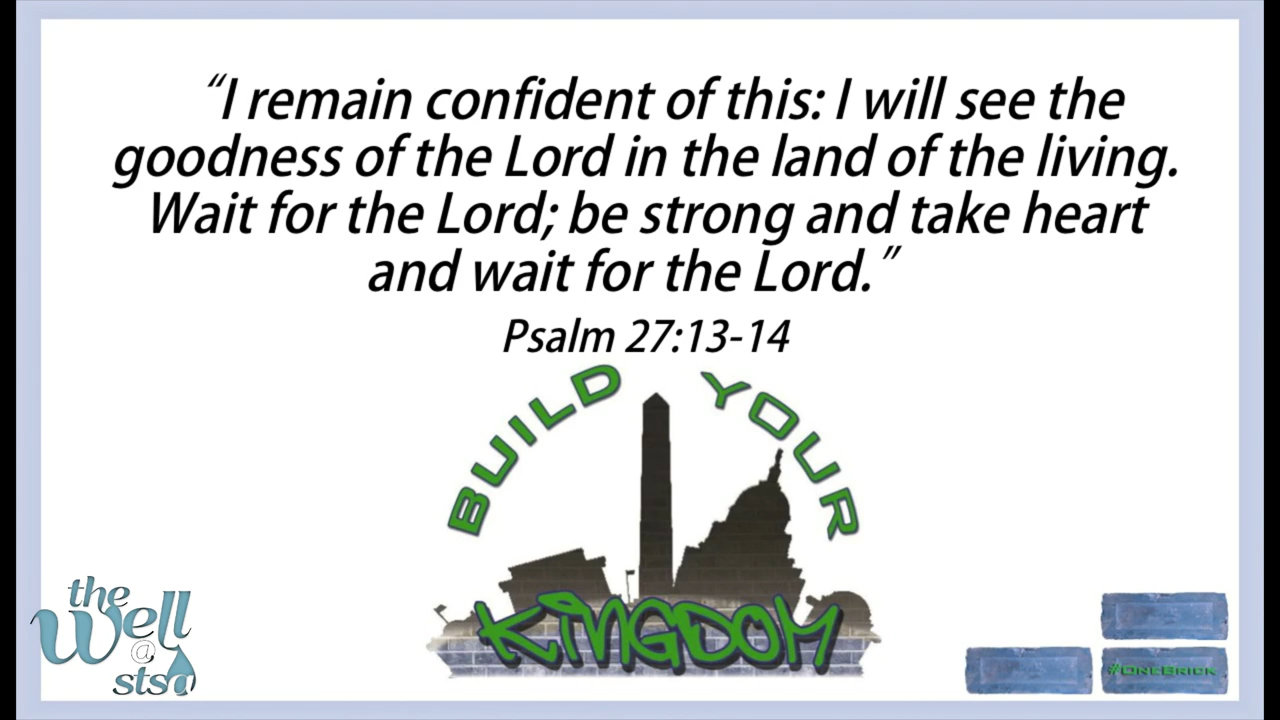 “I remain confident of this: I will see the
goodness of the Lord in the land of the living.
Wait for the Lord; be strong and take heart
and wait for the Lord.”
Psalm 27:13-14
BUILD YOUR
KINGDOM
the
Well
@
stsa
#OneBrick